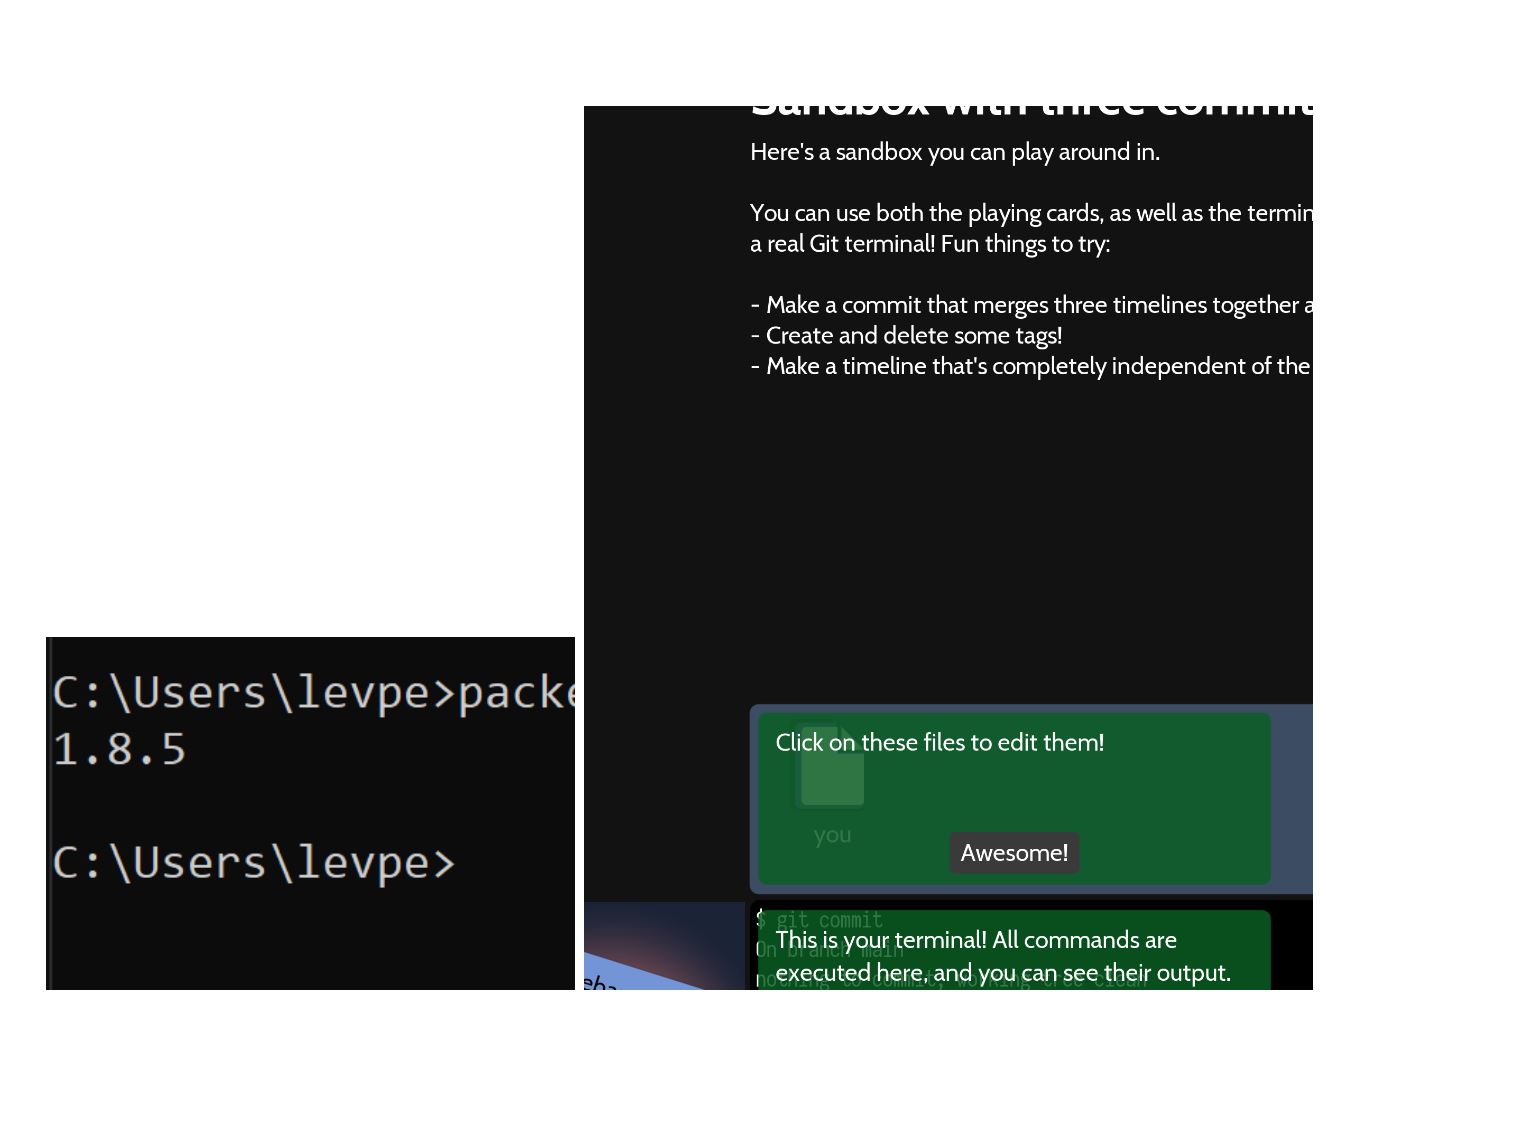 C:\Users\levpe>packe
1.8.5
C:\Users\levpe>
Sandbox with three commit
Here's a sandbox you can play around in.
You can use both the playing cards, as well as the termin
a real Git terminal! Fun things to try:
- Make a commit that merges three timelines together a
- Create and delete some tags!
- Make a timeline that's completely independent of the
Click on these files to edit them!
you
Awesome!
$ git commit
This is your terminal! All commands are
On branch main
executed here, and you can see their output.
nothing to commit, working tree clean